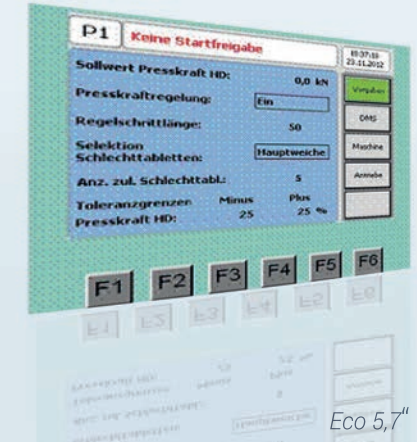 P1 Keine Startfreigabe
10:37:10
23.11.2012
Sollwert Presskraft HD: 0,0 kN
Vorgaben
Presskraftregelung: Ein
DMS
Regelschrittlänge: 50
Selektion
Schlechttabletten: Hauptweiche
Maschine
Anz. zul. Schlechttabl.: 5
Antriebe
Toleranzgrenzen Minus Plus
Presskraft HD: 25 25 %
F1 F2 F3 F4 F5 F6
Eco 5,7"